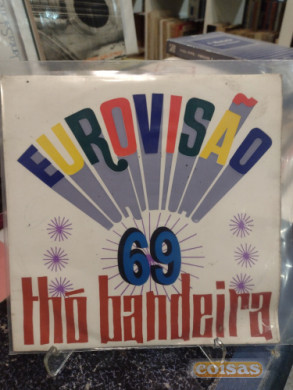 EUROVISÃO
69
thó bandeira
coisas